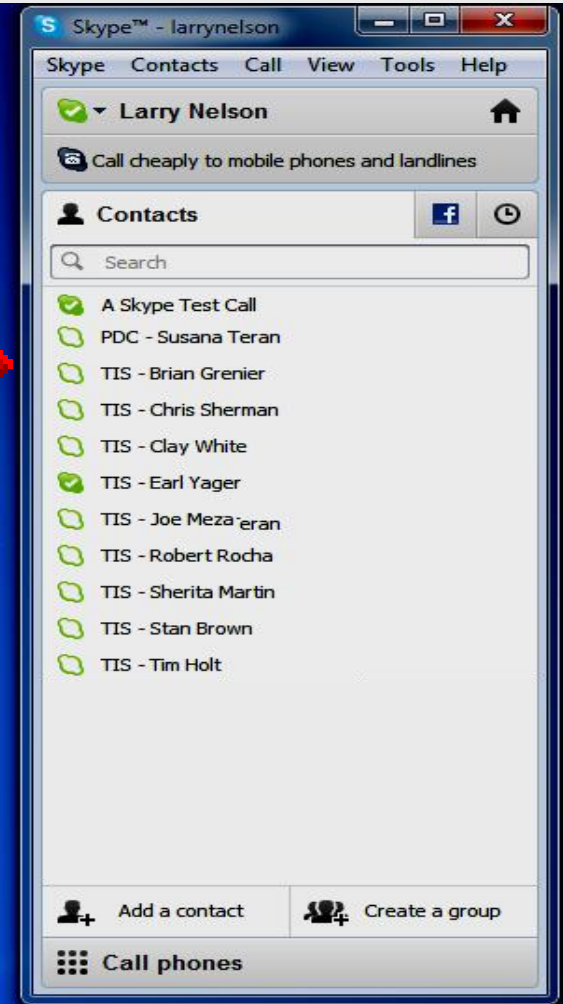 Skype™ - larrynelson
Skype Contacts Call View Tools Help
Larry Nelson
Call cheaply to mobile phones and landlines
Contacts
Search
A Skype Test Call
PDC - Susana Teran
TIS - Brian Grenier
TIS - Chris Sherman
TIS - Clay White
TIS - Earl Yager
TIS - Joe Meza eran
TIS - Robert Rocha
TIS - Sherita Martin
TIS - Stan Brown
TIS - Tim Holt
Add a contact Create a group
Call phones